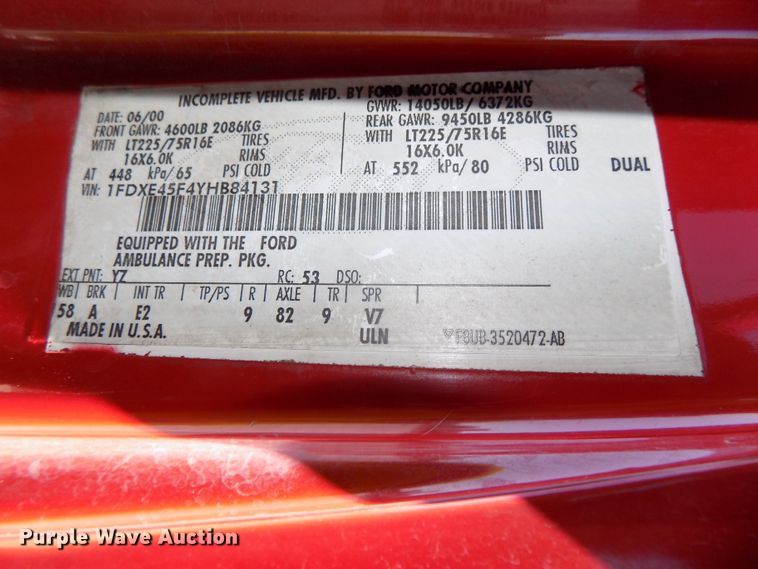 INCOMPLETE VEHICLE MFD. BY FORD MOTOR COMPANY
DATE: 06/00 GVWR: 14050LB/ 6372KG
FRONT GAWR: 4600LB 2086KG REAR GAWR: 9450LB 4286KG
WITH LT225/75R16E TIRES WITH LT225/75R16E TIRES
16X6.0K RIMS 16X6.0K RIMS
AT 448 kPa/65 PSI COLD AT 552 kPa/80 PSI COLD DUAL
VIN: 1FDXE45F4YHB84131
EQUIPPED WITH THE FORD
AMBULANCE PREP. PKG.
EXT PNT: YZ RC: 53 DSO:
WB BRK INT TR TP/PS R AXLE TR SPR
58 A E2 9 82 9 V7
MADE IN U.S.A. ULN F8UB-3520472-AB
Purple Wave Auction